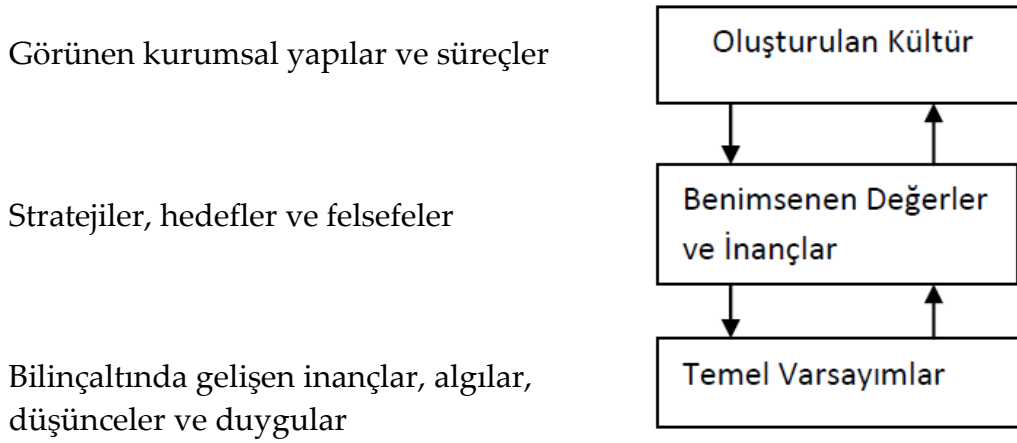 Görünen kurumsal yapılar ve süreçler
Oluşturulan Kültür
Stratejiler, hedefler ve felsefeler
Benimsenen Değerler
ve İnançlar
Bilinçaltında gelişen inançlar, algılar,
düşünceler ve duygular
Temel Varsayımlar